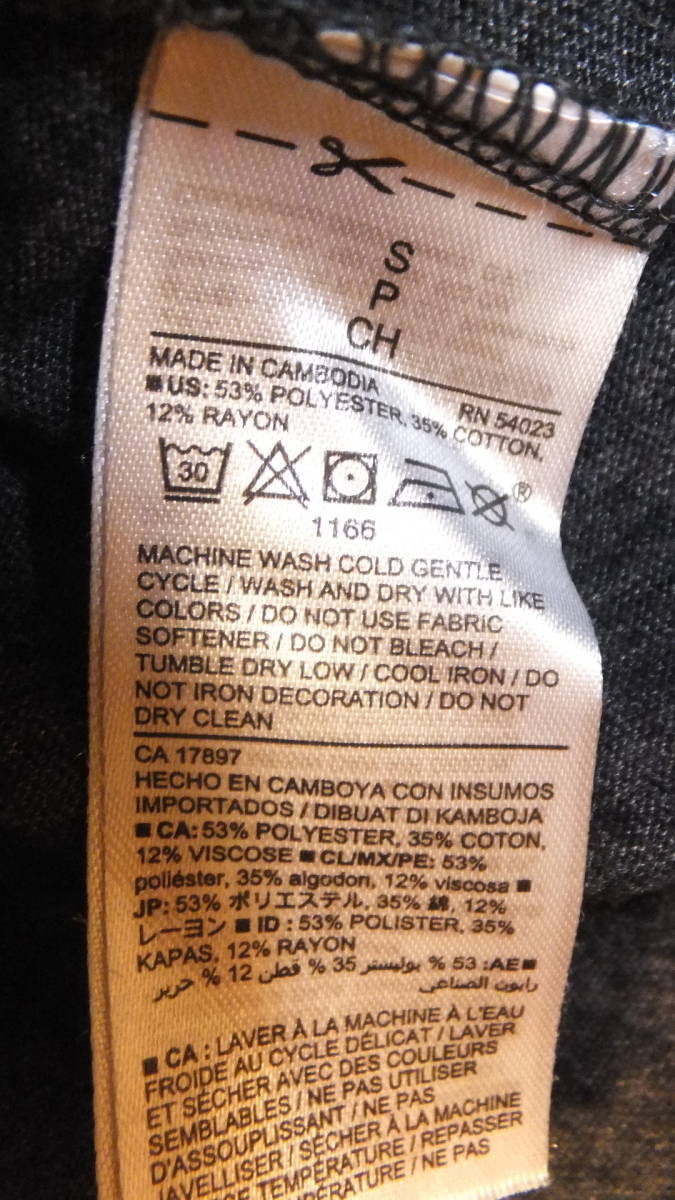 S
P
CH
MADE IN CAMBODIA RN 54023
■ US: 53% POLYESTER, 35% COTTON,
12% RAYON
30 ®
1166
MACHINE WASH COLD GENTLE
CYCLE / WASH AND DRY WITH LIKE
COLORS / DO NOT USE FABRIC
SOFTENER / DO NOT BLEACH /
TUMBLE DRY LOW / COOL IRON / DO
NOT IRON DECORATION / DO NOT
DRY CLEAN
CA 17897
HECHO EN CAMBOYA CON INSUMOS
IMPORTADOS / DIBUAT DI KAMBOJA
■ CA: 53% POLYESTER, 35% COTON,
12% VISCOSE ■ CL/MX/PE: 53%
poliéster, 35% algodon, 12% viscosa ■
JP: 53% ポリエステル, 35% 綿, 12%
レーヨン ■ ID : 53% POLISTER, 35%
KAPAS, 12% RAYON
■AE: 53 % بوليستر 35 % قطن 12 % حرير
رايون الصناعي
■ CA : LAVER À LA MACHINE À L'EAU
FROIDE AU CYCLE DÉLICAT / LAVER
ET SÉCHER AVEC DES COULEURS
SEMBLABLES / NE PAS UTILISER
D'ASSOUPLISSANT / NE PAS
JAVELLISER / SÉCHER À LA MACHINE
TEMPÉRATURE / REPASSER
TEMPÉRATURE / NE PAS